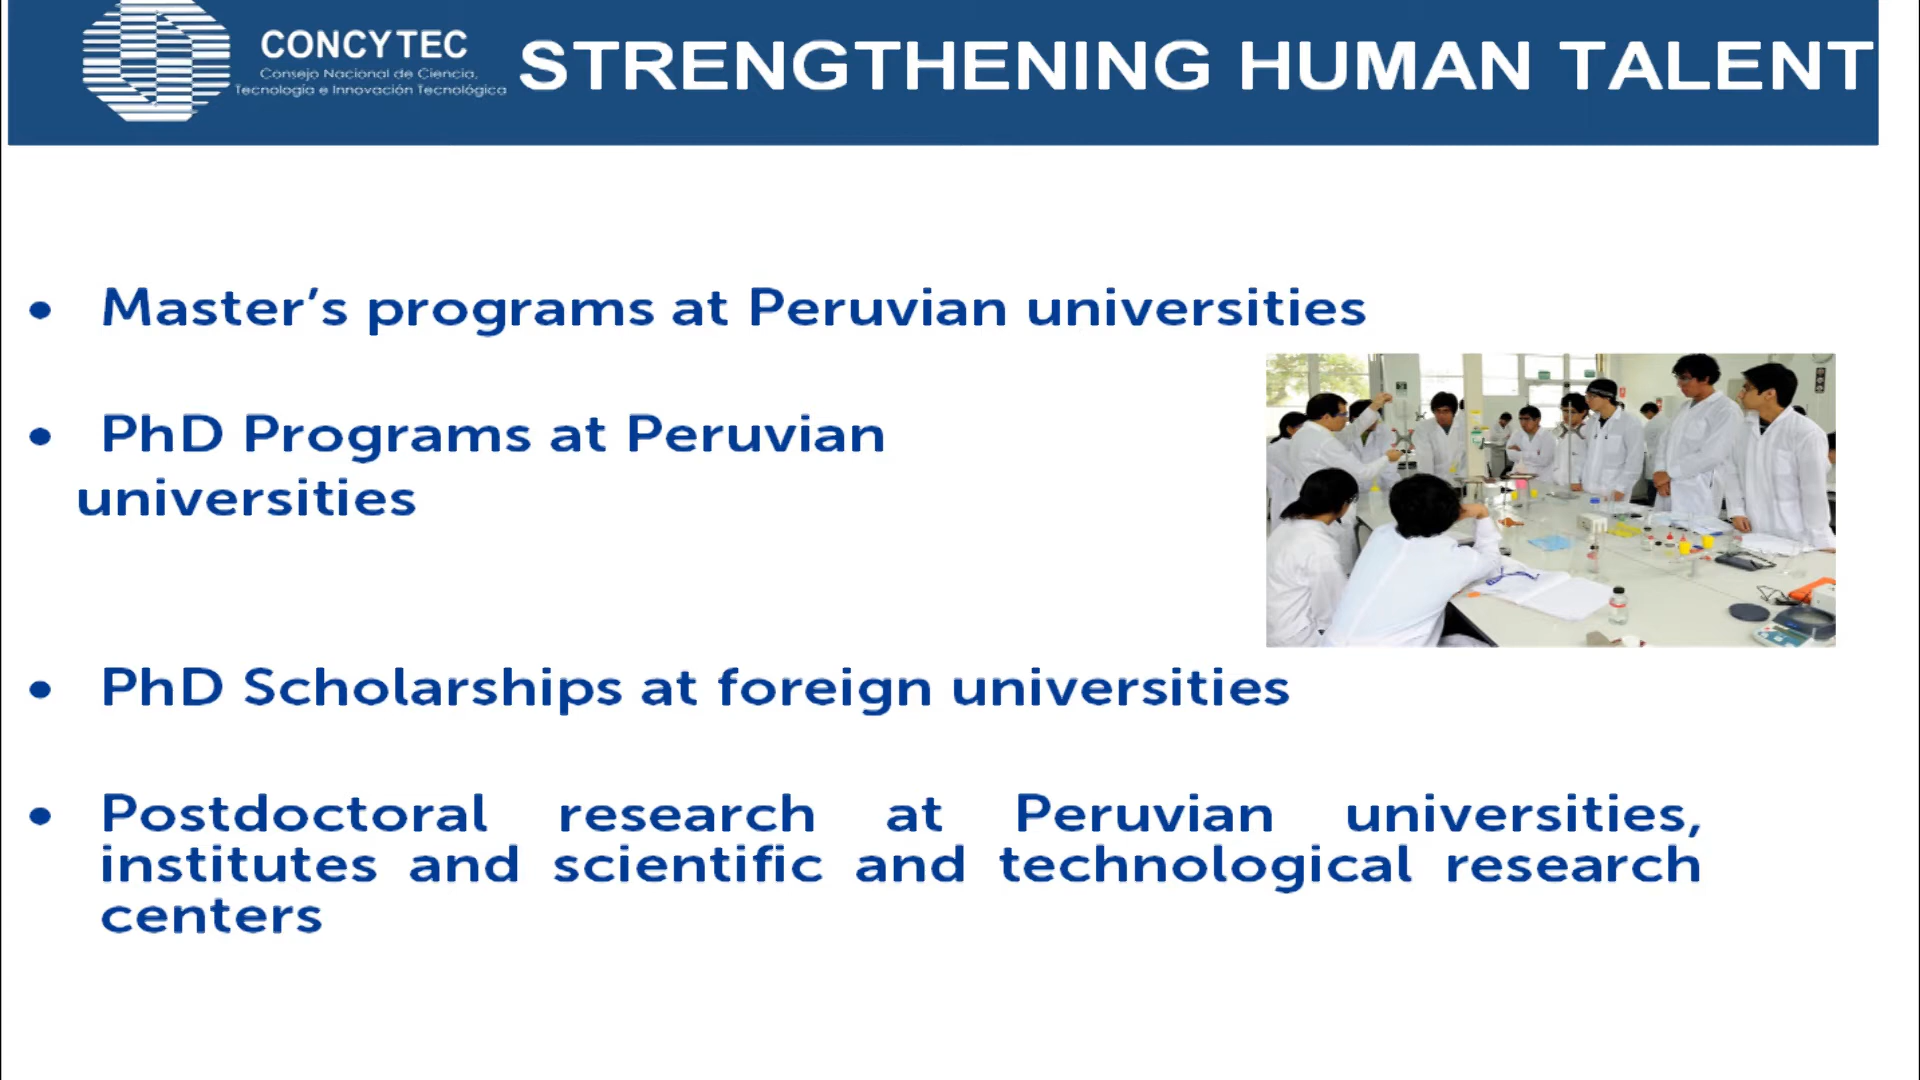 CONCYTEC
Consejo Nacional de Ciencia,
Tecnología e Innovación Tecnológica
STRENGTHENING HUMAN TALENT
• Master’s programs at Peruvian universities
• PhD Programs at Peruvian
universities
• PhD Scholarships at foreign universities
• Postdoctoral research at Peruvian universities,
institutes and scientific and technological research
centers